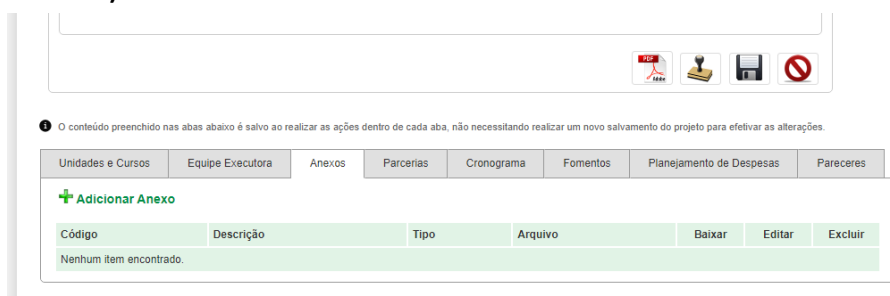 PDF
Adobe
O conteúdo preenchido nas abas abaixo é salvo ao realizar as ações dentro de cada aba, não necessitando realizar um novo salvamento do projeto para efetivar as alterações.
Unidades e Cursos Equipe Executora Anexos Parcerias Cronograma Fomentos Planejamento de Despesas Pareceres
Adicionar Anexo
Código Descrição Tipo Arquivo Baixar Editar Excluir
Nenhum item encontrado.